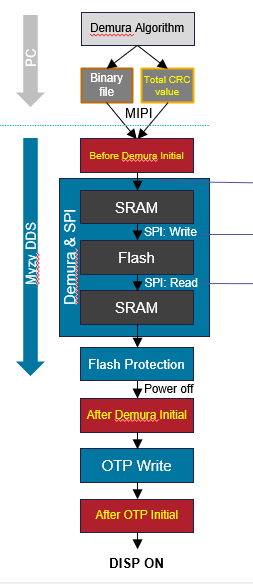 Demura Algorithm
PC
Binary
file
Total CRC
value
MIPI
Before Demura Initial
Myzy DDS
Demura & SPI
SRAM
SPI: Write
Flash
SPI: Read
SRAM
Flash Protection
Power off
After Demura Initial
OTP Write
After OTP Initial
DISP ON